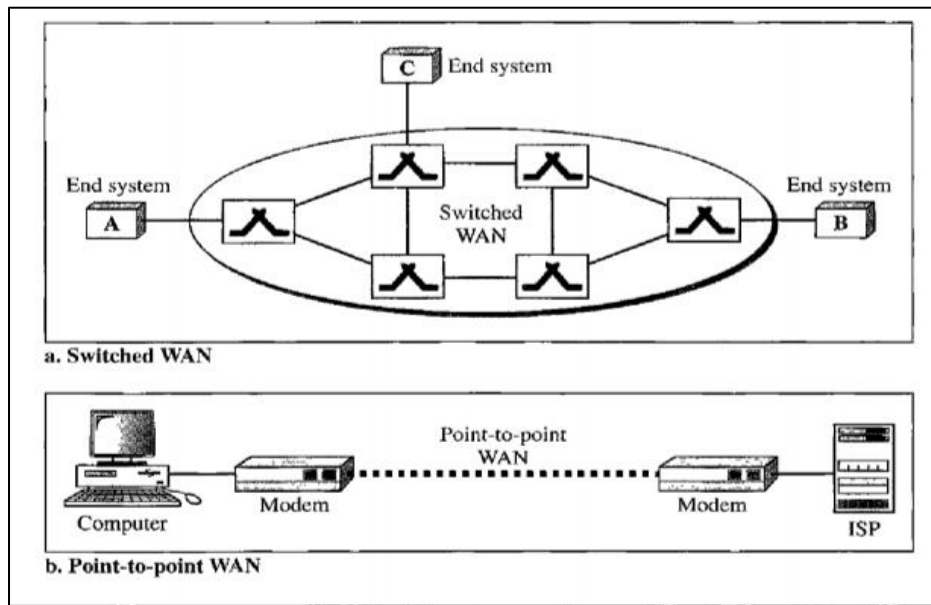 C
End system
End system
A
Switched
WAN
End system
B
a. Switched WAN
Computer
Modem
Point-to-point
WAN
Modem
ISP
b. Point-to-point WAN